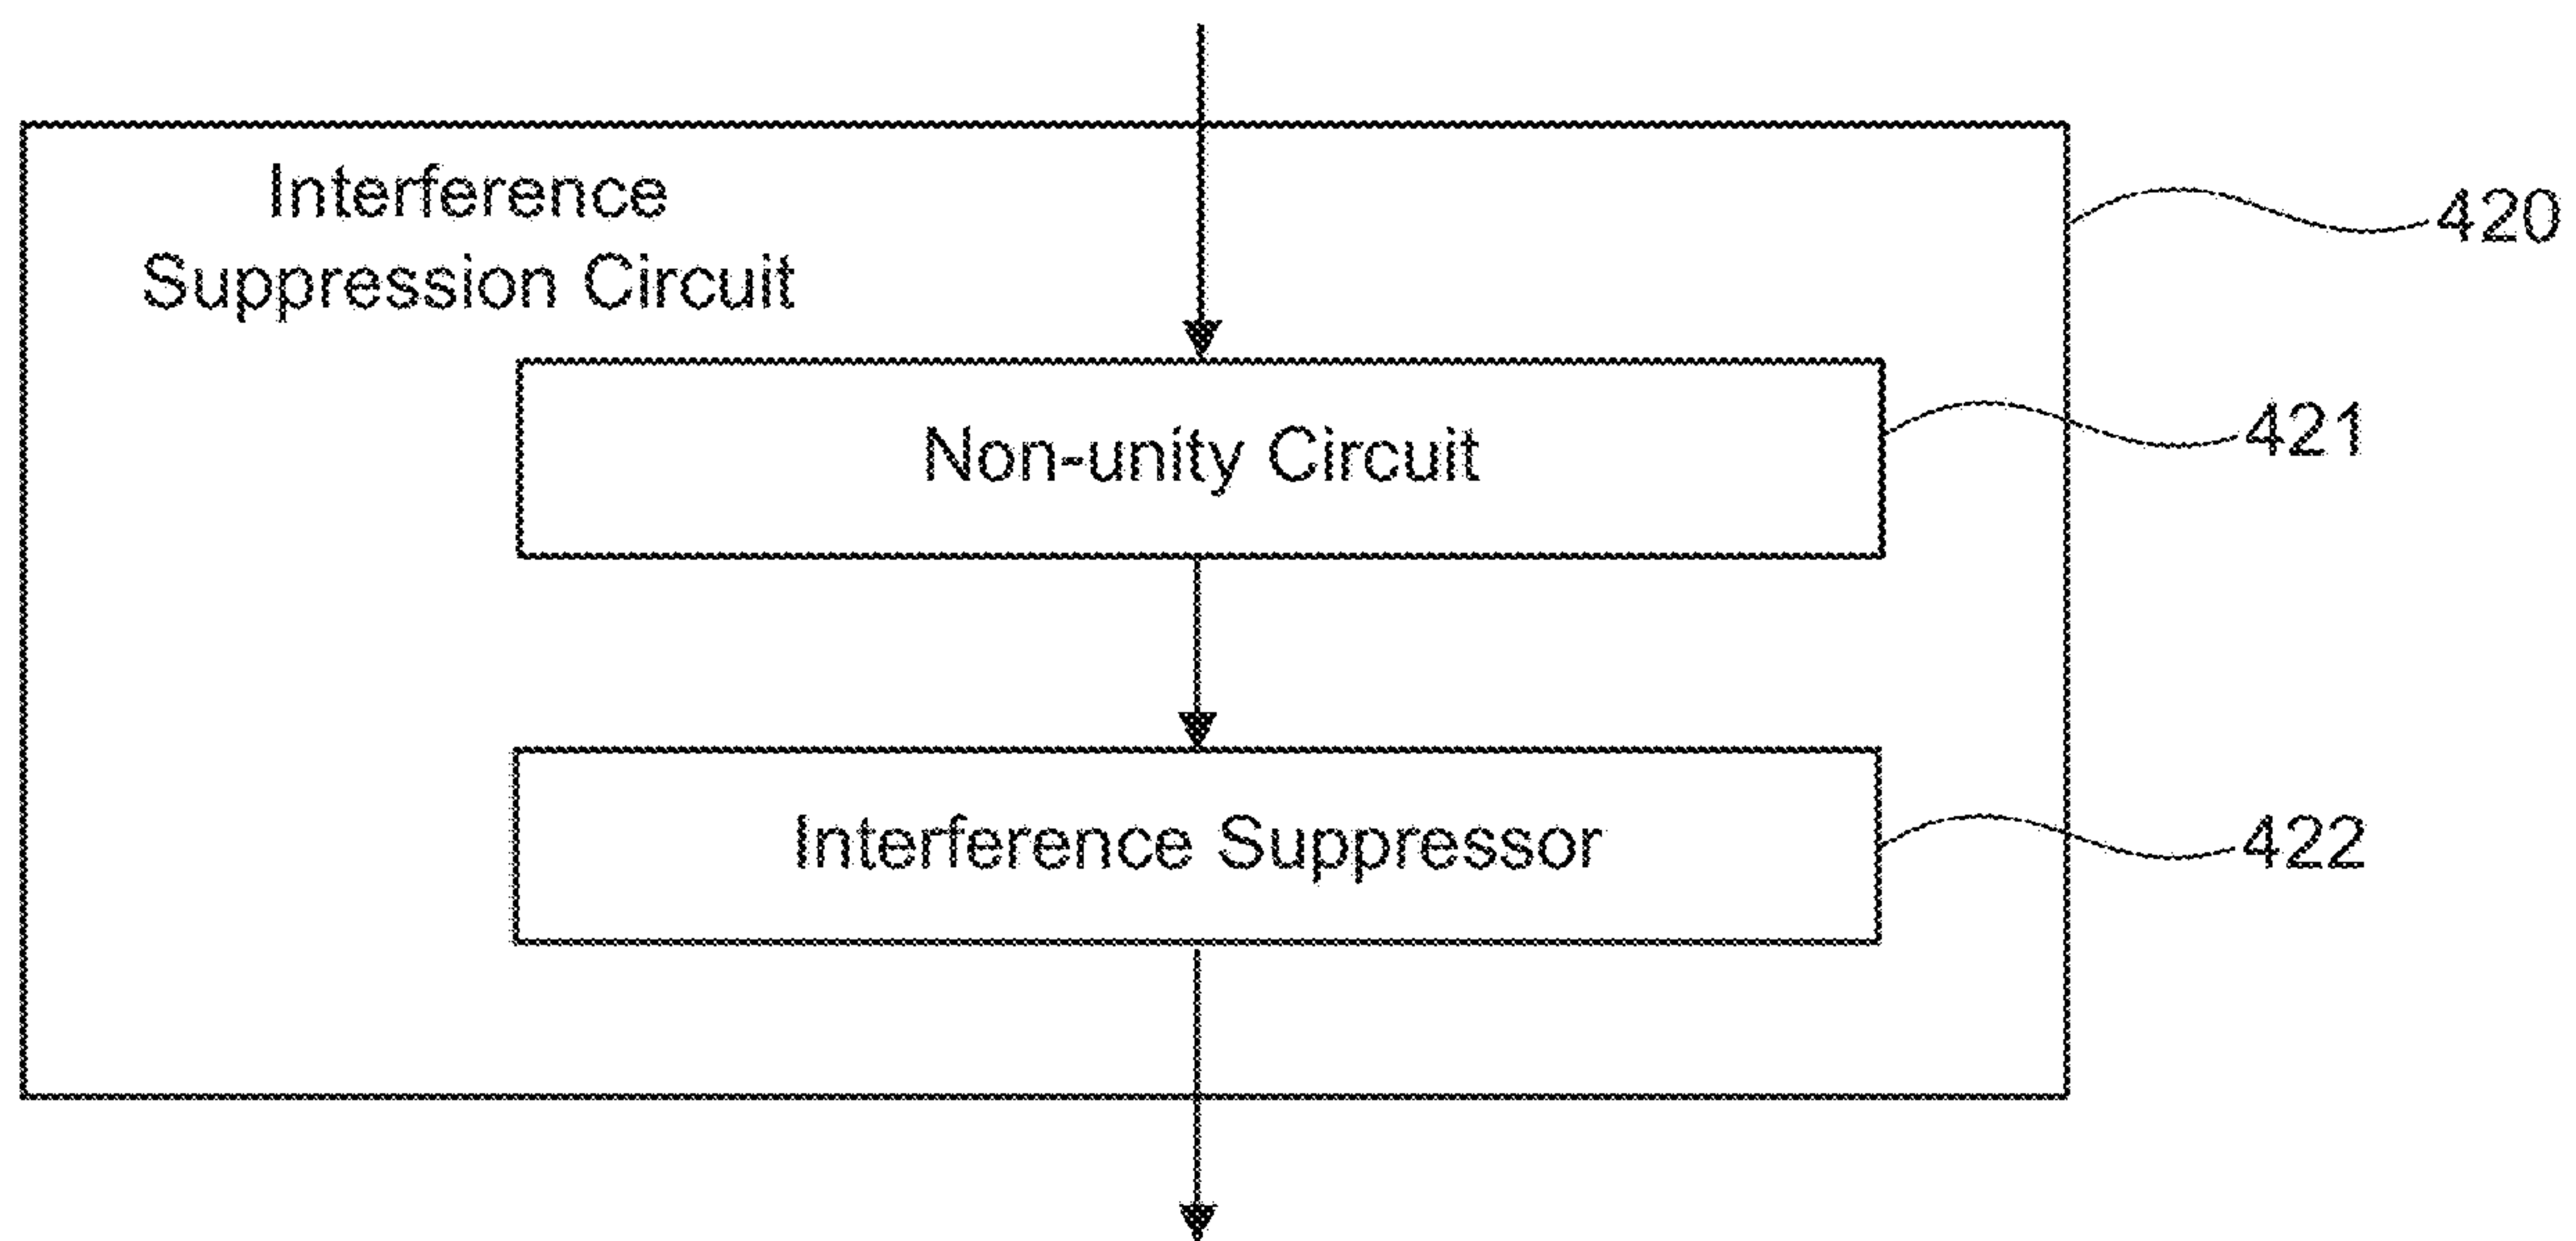 Interference
Suppression Circuit
420
Non-unity Circuit
421
Interference Suppressor
422